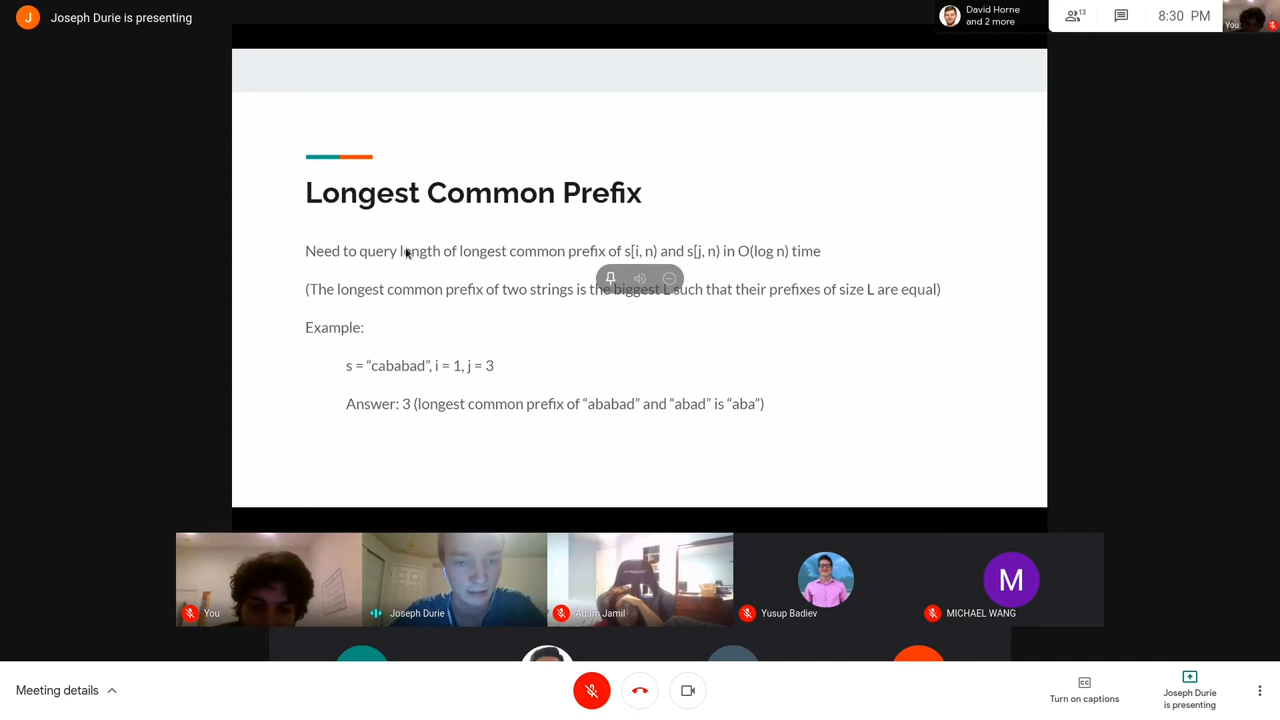 J
Joseph Durie is presenting
David Horne
and 2 more
13
8:30 PM
You
Longest Common Prefix
Need to query length of longest common prefix of s[i, n) and s[j, n) in O(log n) time
(The longest common prefix of two strings is the biggest L such that their prefixes of size L are equal)
Example:
s = “cababad”, i = 1, j = 3
Answer: 3 (longest common prefix of “ababad” and “abad” is “aba”)
You
Joseph Durie
Adam Jamil
Yusup Badiev
M
MICHAEL WANG
Meeting details
CC
Turn on captions
Joseph Durie
is presenting